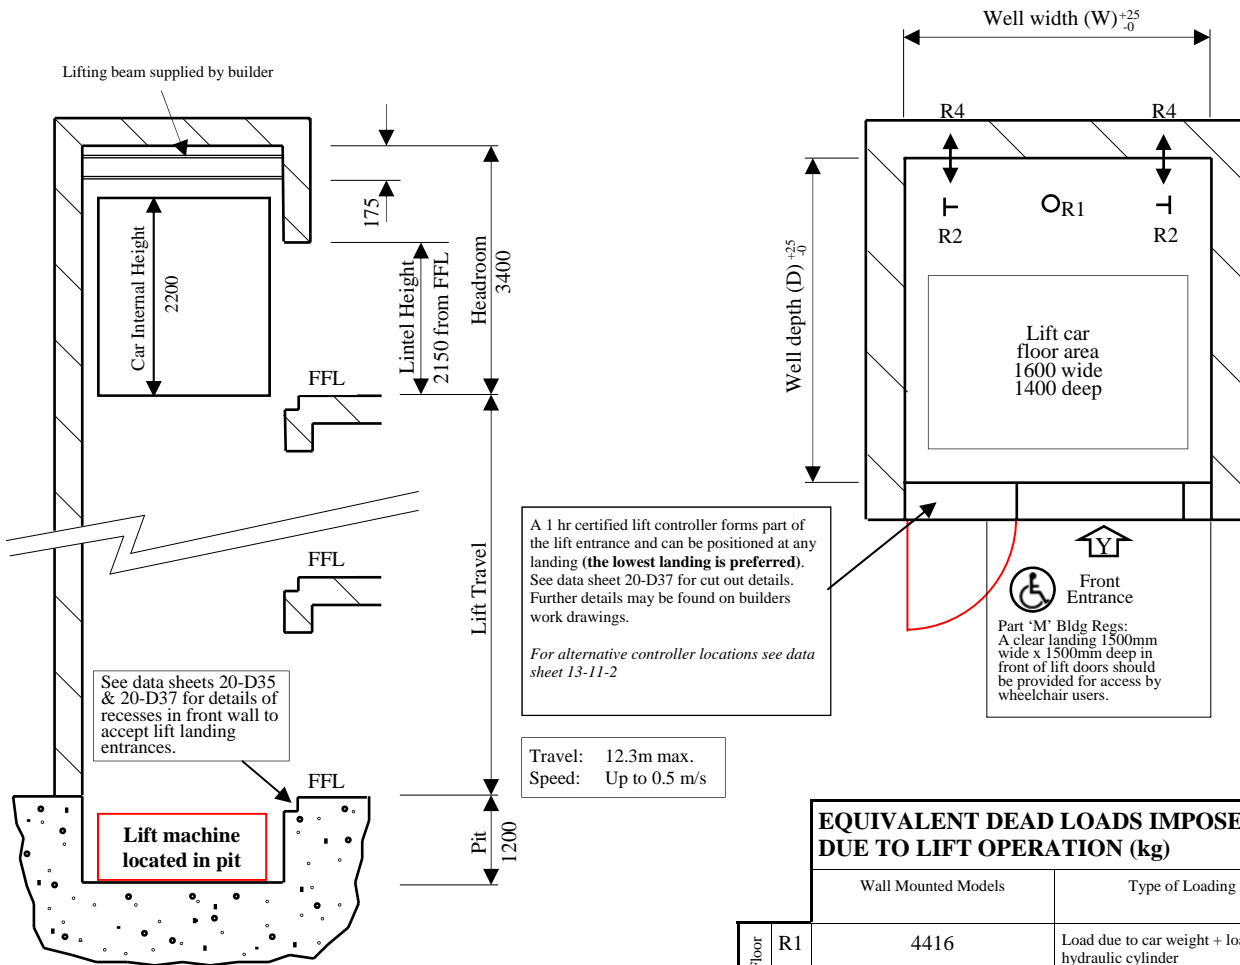 Well width (W) +25 -0
Lifting beam supplied by builder
R4 R4
175
Car Internal Height
2200
Lintel Height
2150 from FFL
Headroom
3400
Well depth (D) +25 -0
R1
R2 R2
Lift car
floor area
1600 wide
1400 deep
FFL
A 1 hr certified lift controller forms part of
the lift entrance and can be positioned at any
landing (the lowest landing is preferred).
See data sheet 20-D37 for cut out details.
Further details may be found on builders
work drawings.
For alternative controller locations see data
sheet 13-11-2
Y
Front
Entrance
Part ‘M’ Bldg Regs:
A clear landing 1500mm
wide x 1500mm deep in
front of lift doors should
be provided for access by
wheelchair users.
FFL
Lift Travel
See data sheets 20-D35
& 20-D37 for details of
recesses in front wall to
accept lift landing
entrances.
Travel: 12.3m max.
Speed: Up to 0.5 m/s
FFL
Lift machine
located in pit
Pit
1200
EQUIVALENT DEAD LOADS IMPOSE
DUE TO LIFT OPERATION (kg)
Wall Mounted Models Type of Loading
Floor R1 4416 Load due to car weight + loa
hydraulic cylinder